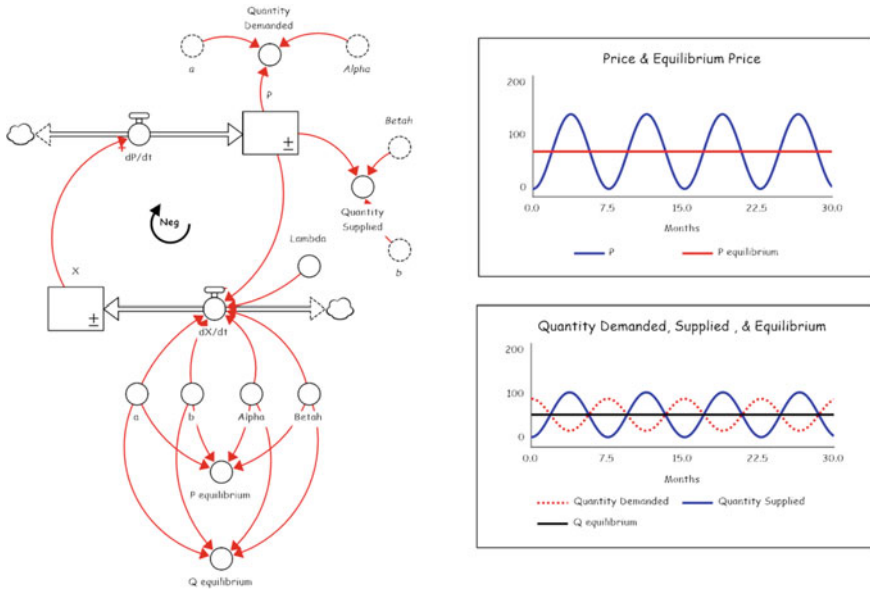 Quantity
Demanded
a
Alpha
P
Betah
dP/dt
±
Quantity
Supplied
Neg
b
Lambda
X
±
dX/dt
a
b
Alpha
Betah
P equilibrium
Q equilibrium
Price & Equilibrium Price
200
100
0
0.0
7.5
15.0
22.5
30.0
Months
P
P equilibrium
Quantity Demanded, Supplied , & Equilibrium
200
100
0
0.0
7.5
15.0
22.5
30.0
Months
Quantity Demanded
Quantity Supplied
Q equilibrium